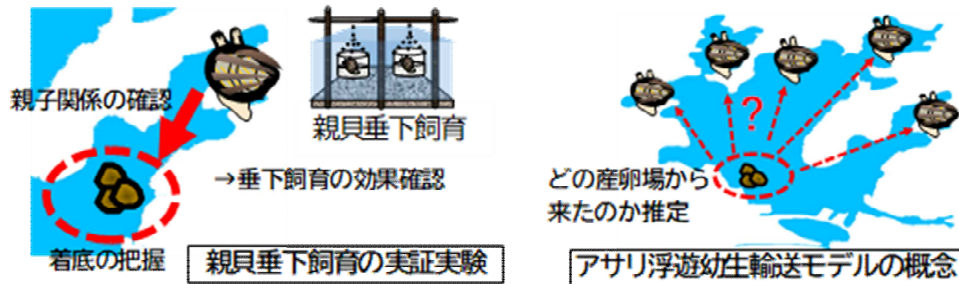 親子関係の確認
親貝垂下飼育
→垂下飼育の効果確認
着底の把握
親貝垂下飼育の実証実験
?
どの産卵場から
来たのか推定
アサリ浮遊幼生輸送モデルの概念